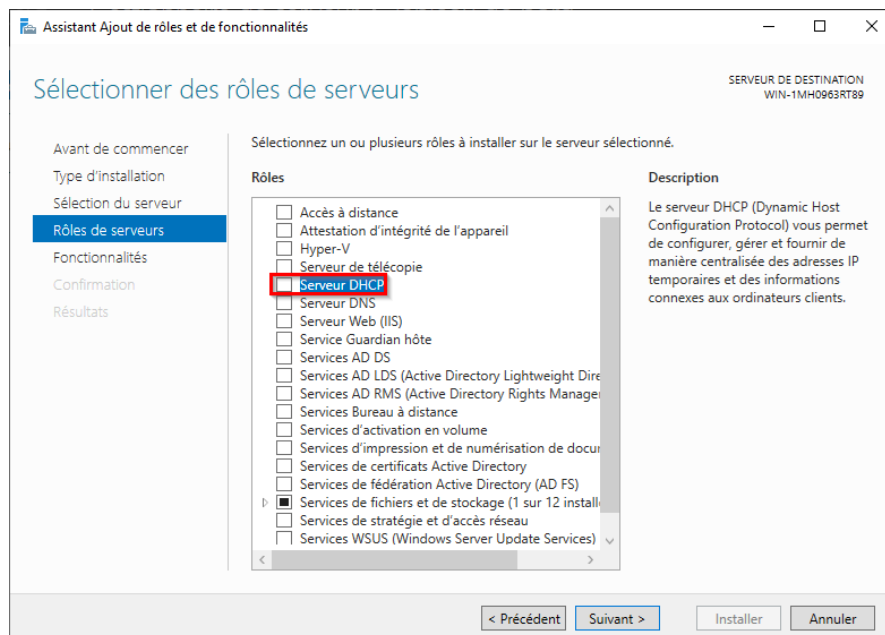 Assistant Ajout de rôles et de fonctionnalités
Sélectionner des rôles de serveurs
SERVEUR DE DESTINATION
WIN-1MH0963RT89
Avant de commencer
Type d'installation
Sélection du serveur
Rôles de serveurs
Fonctionnalités
Confirmation
Résultats
Sélectionnez un ou plusieurs rôles à installer sur le serveur sélectionné.
Rôles
Accès à distance
Attestation d'intégrité de l'appareil
Hyper-V
Serveur de télécopie
Serveur DHCP
Serveur DNS
Serveur Web (IIS)
Service Guardian hôte
Services AD DS
Services AD LDS (Active Directory Lightweight Dire
Services AD RMS (Active Directory Rights Manage
Services Bureau à distance
Services d'activation en volume
Services d'impression et de numérisation de docu
Services de certificats Active Directory
Services de fédération Active Directory (AD FS)
Services de fichiers et de stockage (1 sur 12 install
Services de stratégie et d'accès réseau
Services WSUS (Windows Server Update Services)
Description
Le serveur DHCP (Dynamic Host
Configuration Protocol) vous permet
de configurer, gérer et fournir de
manière centralisée des adresses IP
temporaires et des informations
connexes aux ordinateurs clients.
< Précédent
Suivant >
Installer
Annuler